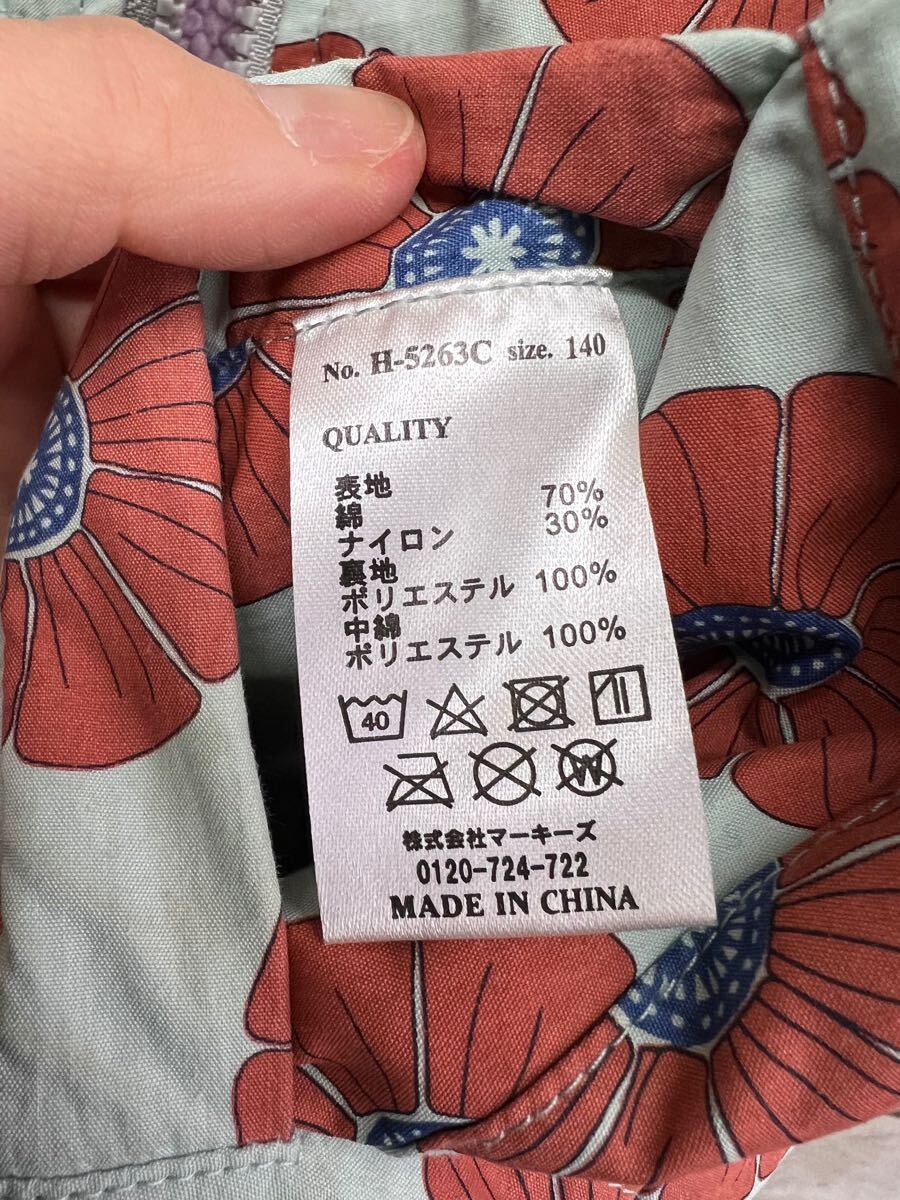 No. H-5263C size. 140
QUALITY
表地
綿 70%
ナイロン 30%
裏地
ポリエステル 100%
中綿
ポリエステル 100%
40
W
株式会社マーキーズ
0120-724-722
MADE IN CHINA